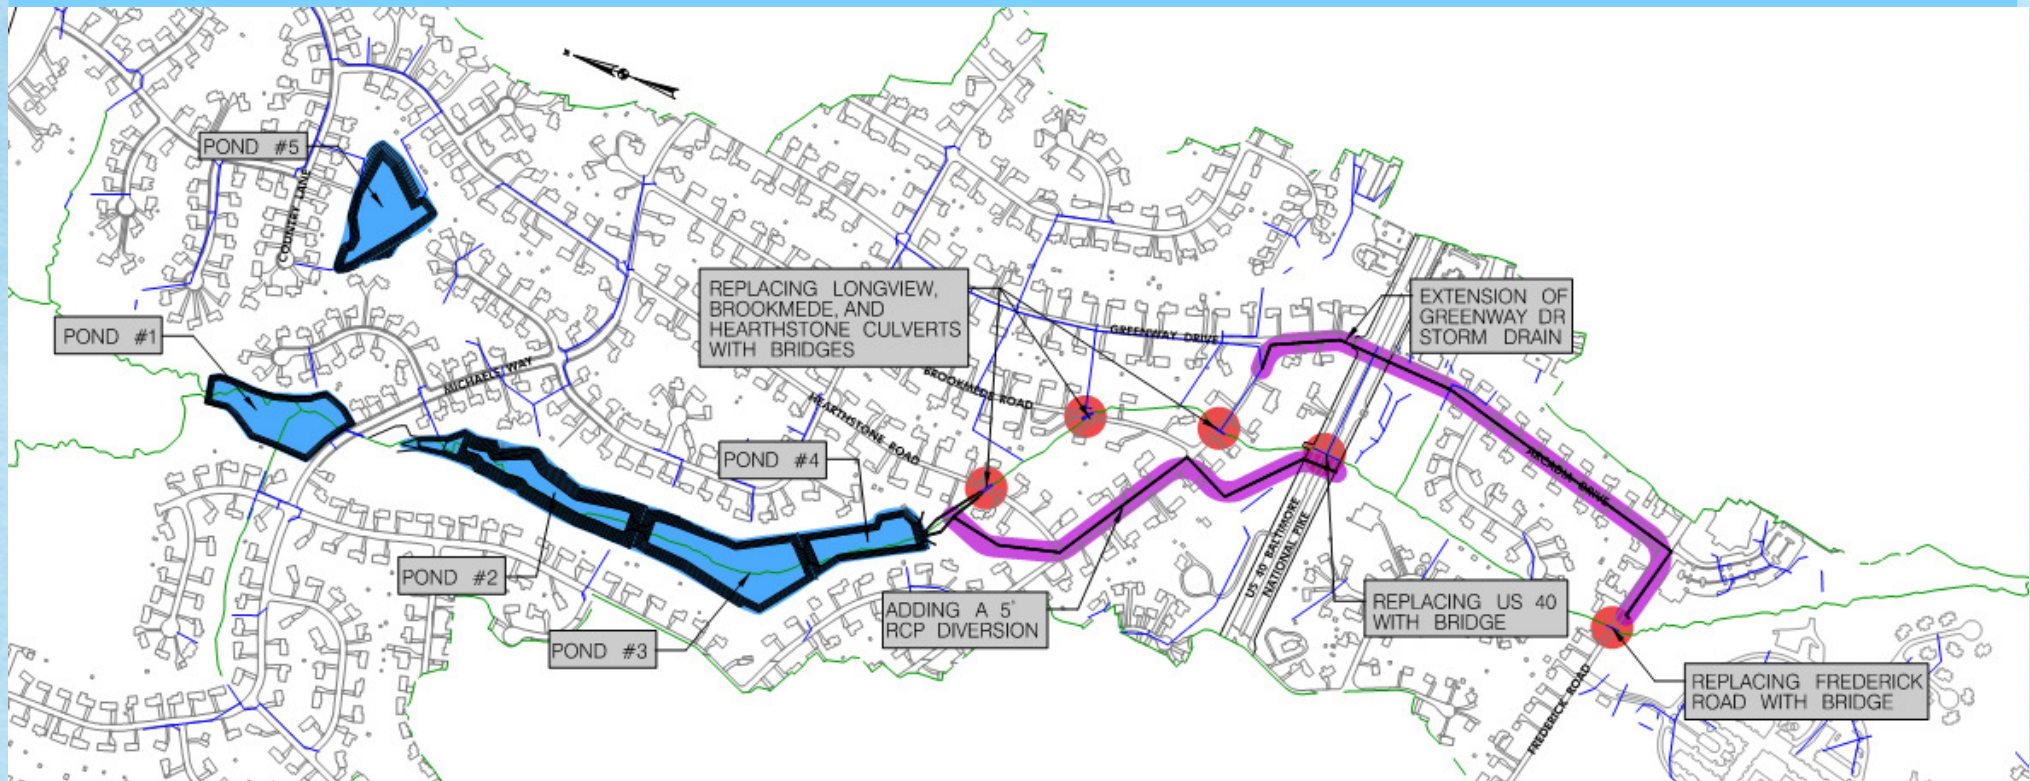 POND #5
COUNTRY LANE
POND #1
MICHAELS WAY
REPLACING LONGVIEW,
BROOKMEDE, AND
HEARTHSTONE CULVERTS
WITH BRIDGES
GREENWAY DRIVE
EXTENSION OF
GREENWAY DR
STORM DRAIN
BROOKMEDE ROAD
HEARTHSTONE ROAD
POND #4
ARCADIA DRIVE
POND #2
US 40 BALTIMORE
NATIONAL PIKE
POND #3
ADDING A 5'
RCP DIVERSION
REPLACING US 40
WITH BRIDGE
REPLACING FREDERICK
ROAD WITH BRIDGE
FREDERICK ROAD